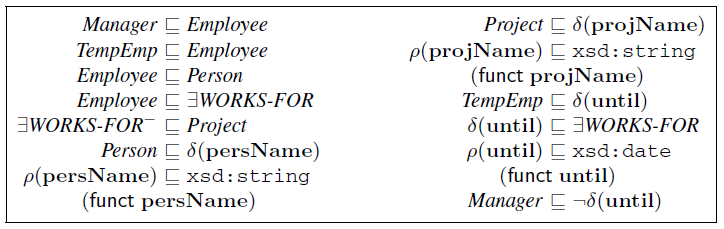 Manager ⊑ Employee
TempEmp ⊑ Employee
Employee ⊑ Person
Employee ⊑ ∃WORKS-FOR
∃WORKS-FOR⁻ ⊑ Project
Person ⊑ δ(persName)
ρ(persName) ⊑ xsd:string
(funct persName)
Project ⊑ δ(projName)
ρ(projName) ⊑ xsd:string
(funct projName)
TempEmp ⊑ δ(until)
δ(until) ⊑ ∃WORKS-FOR
ρ(until) ⊑ xsd:date
(funct until)
Manager ⊑ ¬δ(until)